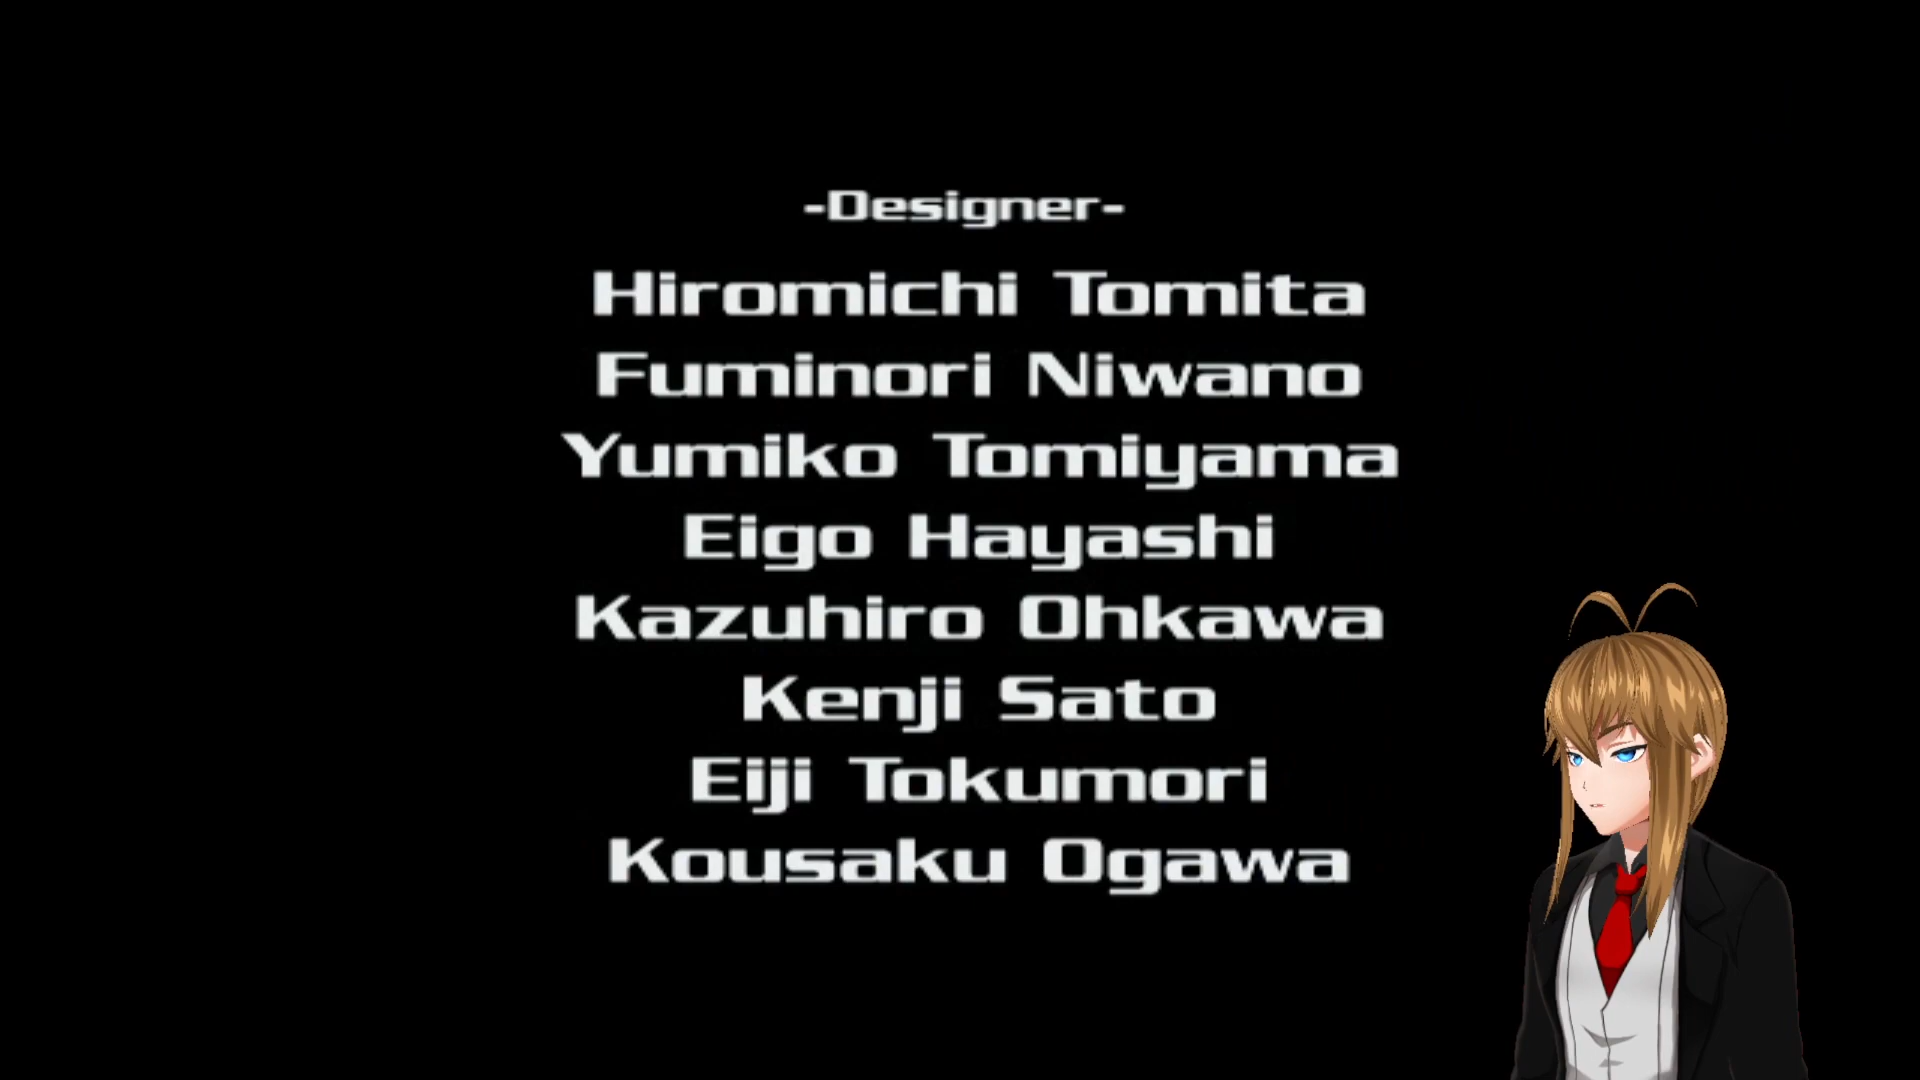 -Designer-
Hiromichi Tomita
Fuminori Niwano
Yumiko Tomiyama
Eigo Hayashi
Kazuhiro Ohkawa
Kenji Sato
Eiji Tokumori
Kousaku Ogawa